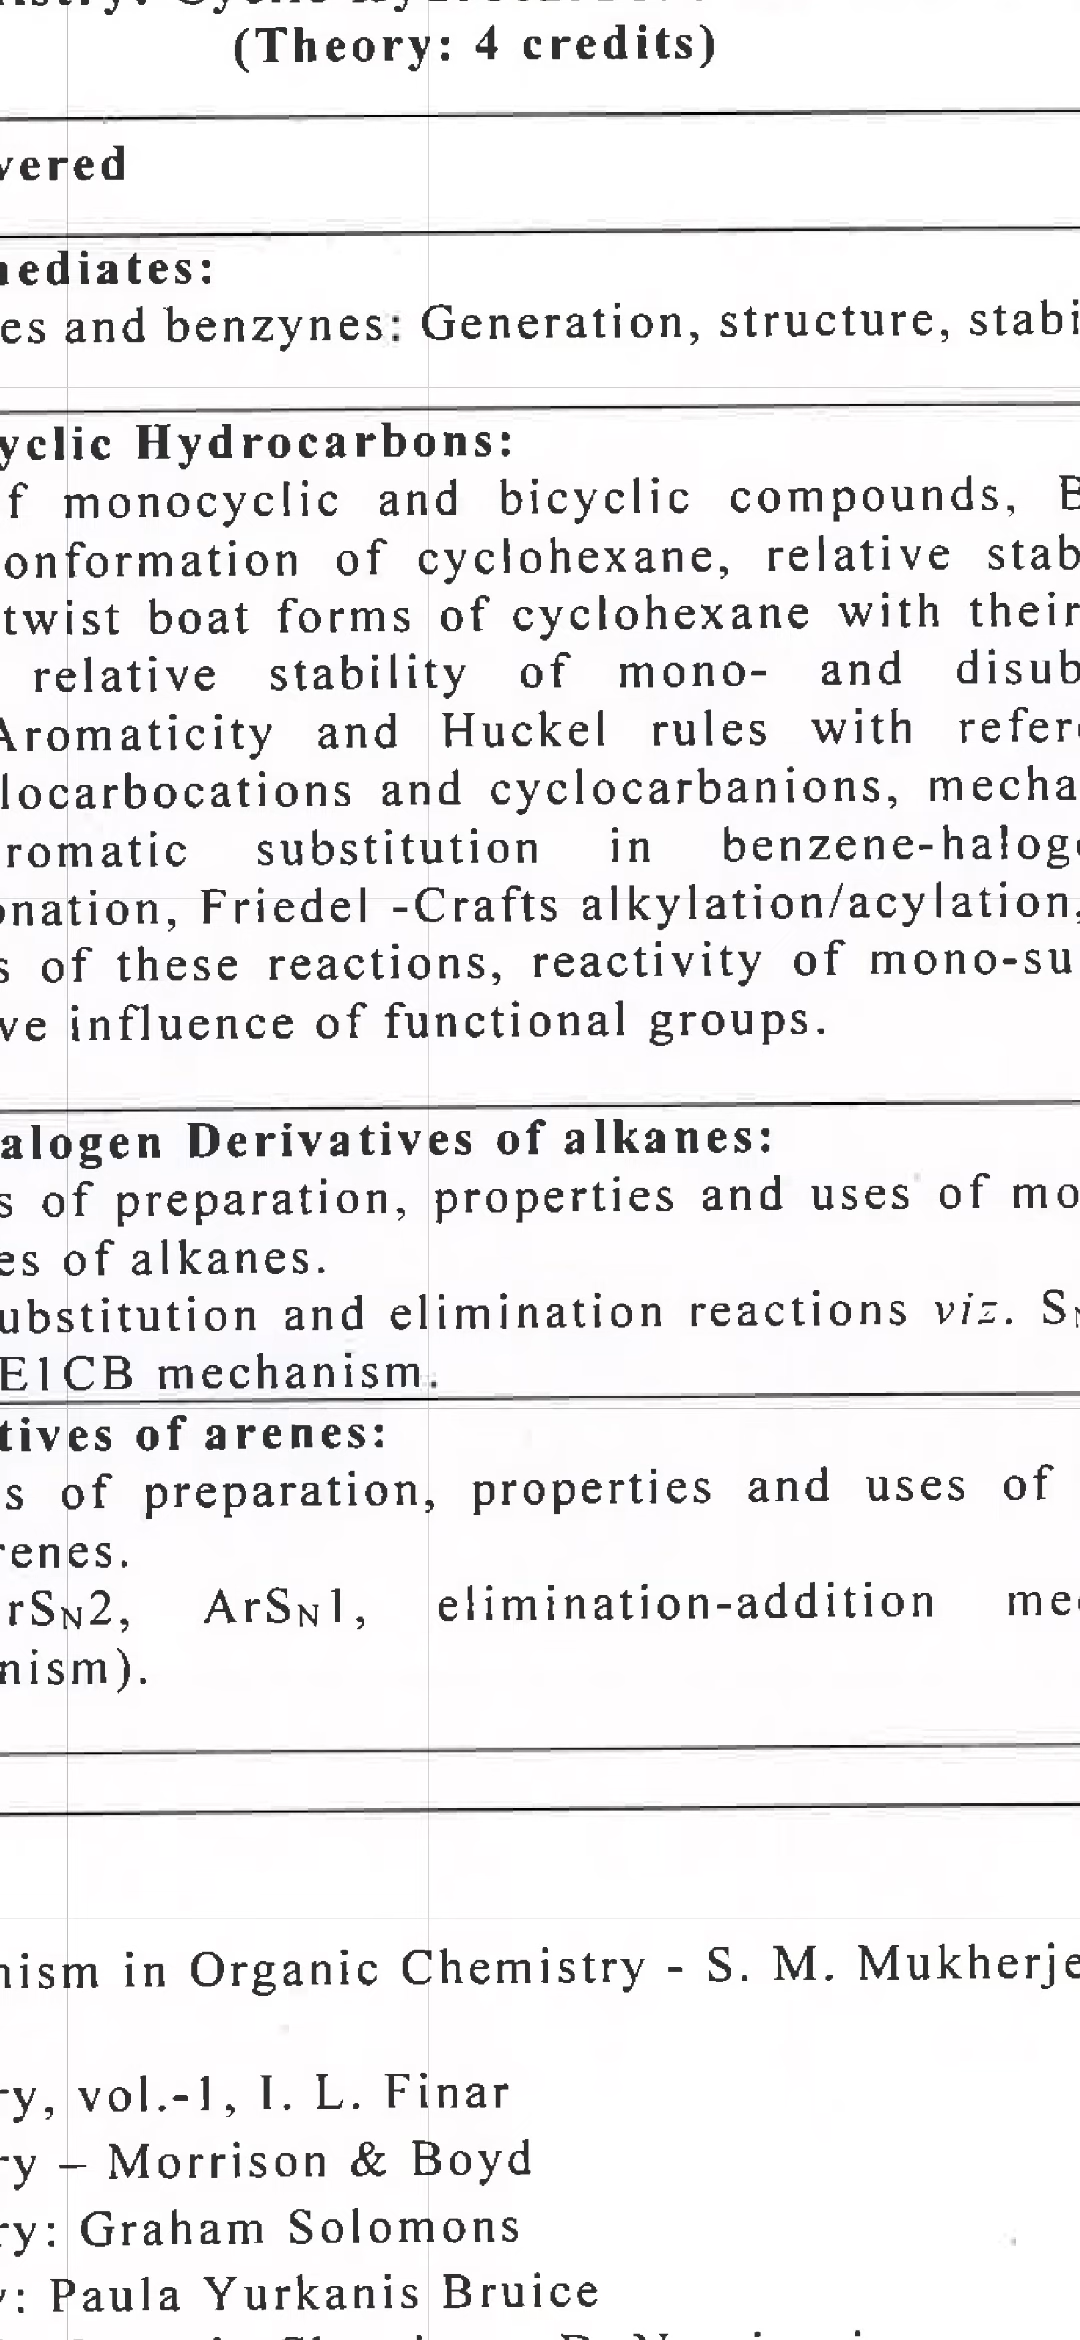 (Theory: 4 credits)
vered
nediates:
es and benzynes: Generation, structure, stabi
yclic Hydrocarbons:
f monocyclic and bicyclic compounds, B
onformation of cyclohexane, relative stab
twist boat forms of cyclohexane with their
relative stability of mono- and disub
Aromaticity and Huckel rules with refer
locarbocations and cyclocarbanions, mecha
romatic substitution in benzene-halog
onation, Friedel -Crafts alkylation/acylation,
s of these reactions, reactivity of mono-su
ve influence of functional groups.
alogen Derivatives of alkanes:
s of preparation, properties and uses of mo
es of alkanes.
ubstitution and elimination reactions viz. SN
E1CB mechanism.
tives of arenes:
s of preparation, properties and uses of
renes.
rSN2, ArSN1, elimination-addition me
nism).
nism in Organic Chemistry - S. M. Mukherje
ry, vol.-1, I. L. Finar
ry – Morrison & Boyd
ry: Graham Solomons
y: Paula Yurkanis Bruice